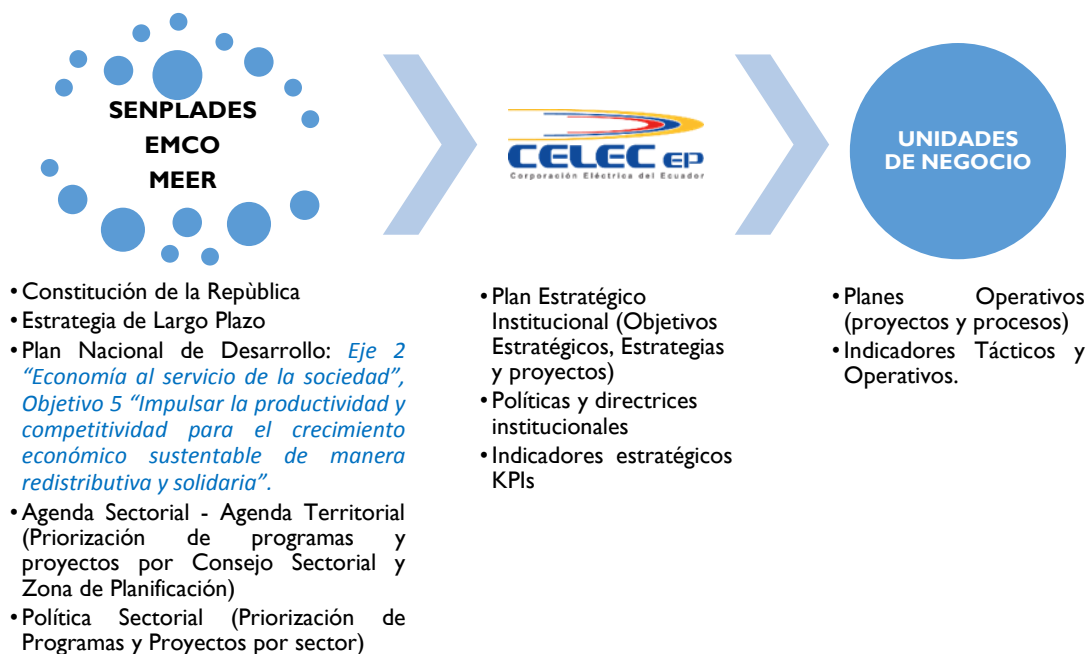 SENPLADES
EMCO
MEER
CELEC EP
Corporación Eléctrica del Ecuador
UNIDADES
DE NEGOCIO
• Constitución de la Repùblica
• Estrategia de Largo Plazo
• Plan Nacional de Desarrollo: Eje 2
“Economía al servicio de la sociedad”,
Objetivo 5 “Impulsar la productividad y
competitividad para el crecimiento
económico sustentable de manera
redistributiva y solidaria”.
• Agenda Sectorial - Agenda Territorial
(Priorización de programas y
proyectos por Consejo Sectorial y
Zona de Planificación)
• Política Sectorial (Priorización de
Programas y Proyectos por sector)
• Plan Estratégico
Institucional (Objetivos
Estratégicos, Estrategias
y proyectos)
• Políticas y directrices
institucionales
• Indicadores estratégicos
KPIs
• Planes Operativos
(proyectos y procesos)
• Indicadores Tácticos y
Operativos.